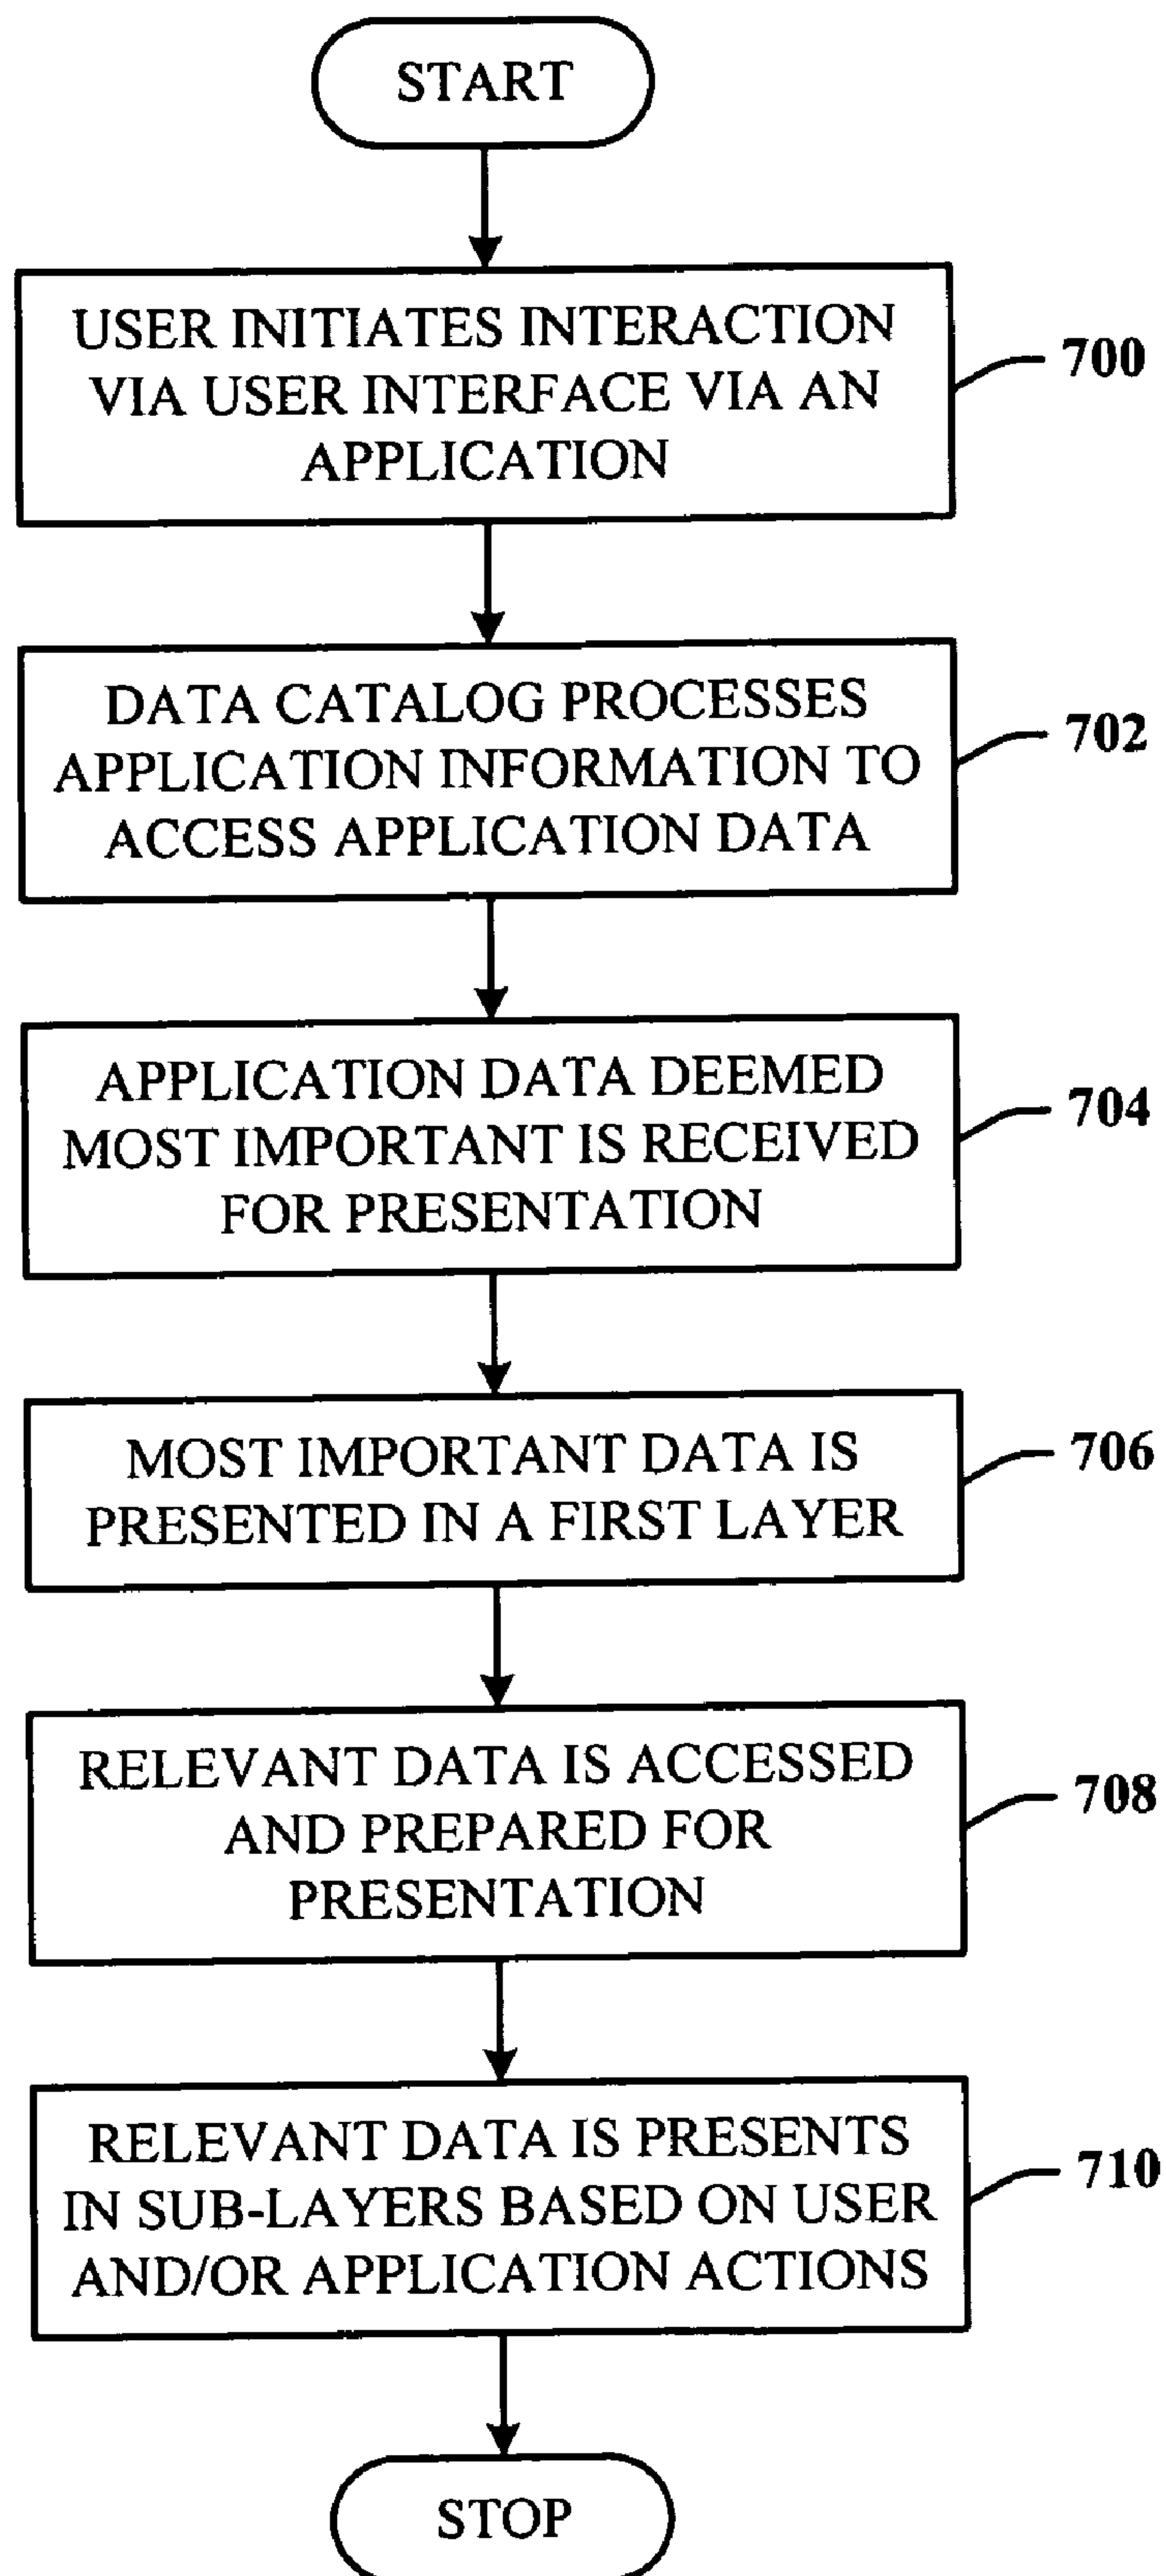 START
USER INITIATES INTERACTION
VIA USER INTERFACE VIA AN
APPLICATION
700
DATA CATALOG PROCESSES
APPLICATION INFORMATION TO
ACCESS APPLICATION DATA
702
APPLICATION DATA DEEMED
MOST IMPORTANT IS RECEIVED
FOR PRESENTATION
704
MOST IMPORTANT DATA IS
PRESENTED IN A FIRST LAYER
706
RELEVANT DATA IS ACCESSED
AND PREPARED FOR
PRESENTATION
708
RELEVANT DATA IS PRESENTS
IN SUB-LAYERS BASED ON USER
AND/OR APPLICATION ACTIONS
710
STOP